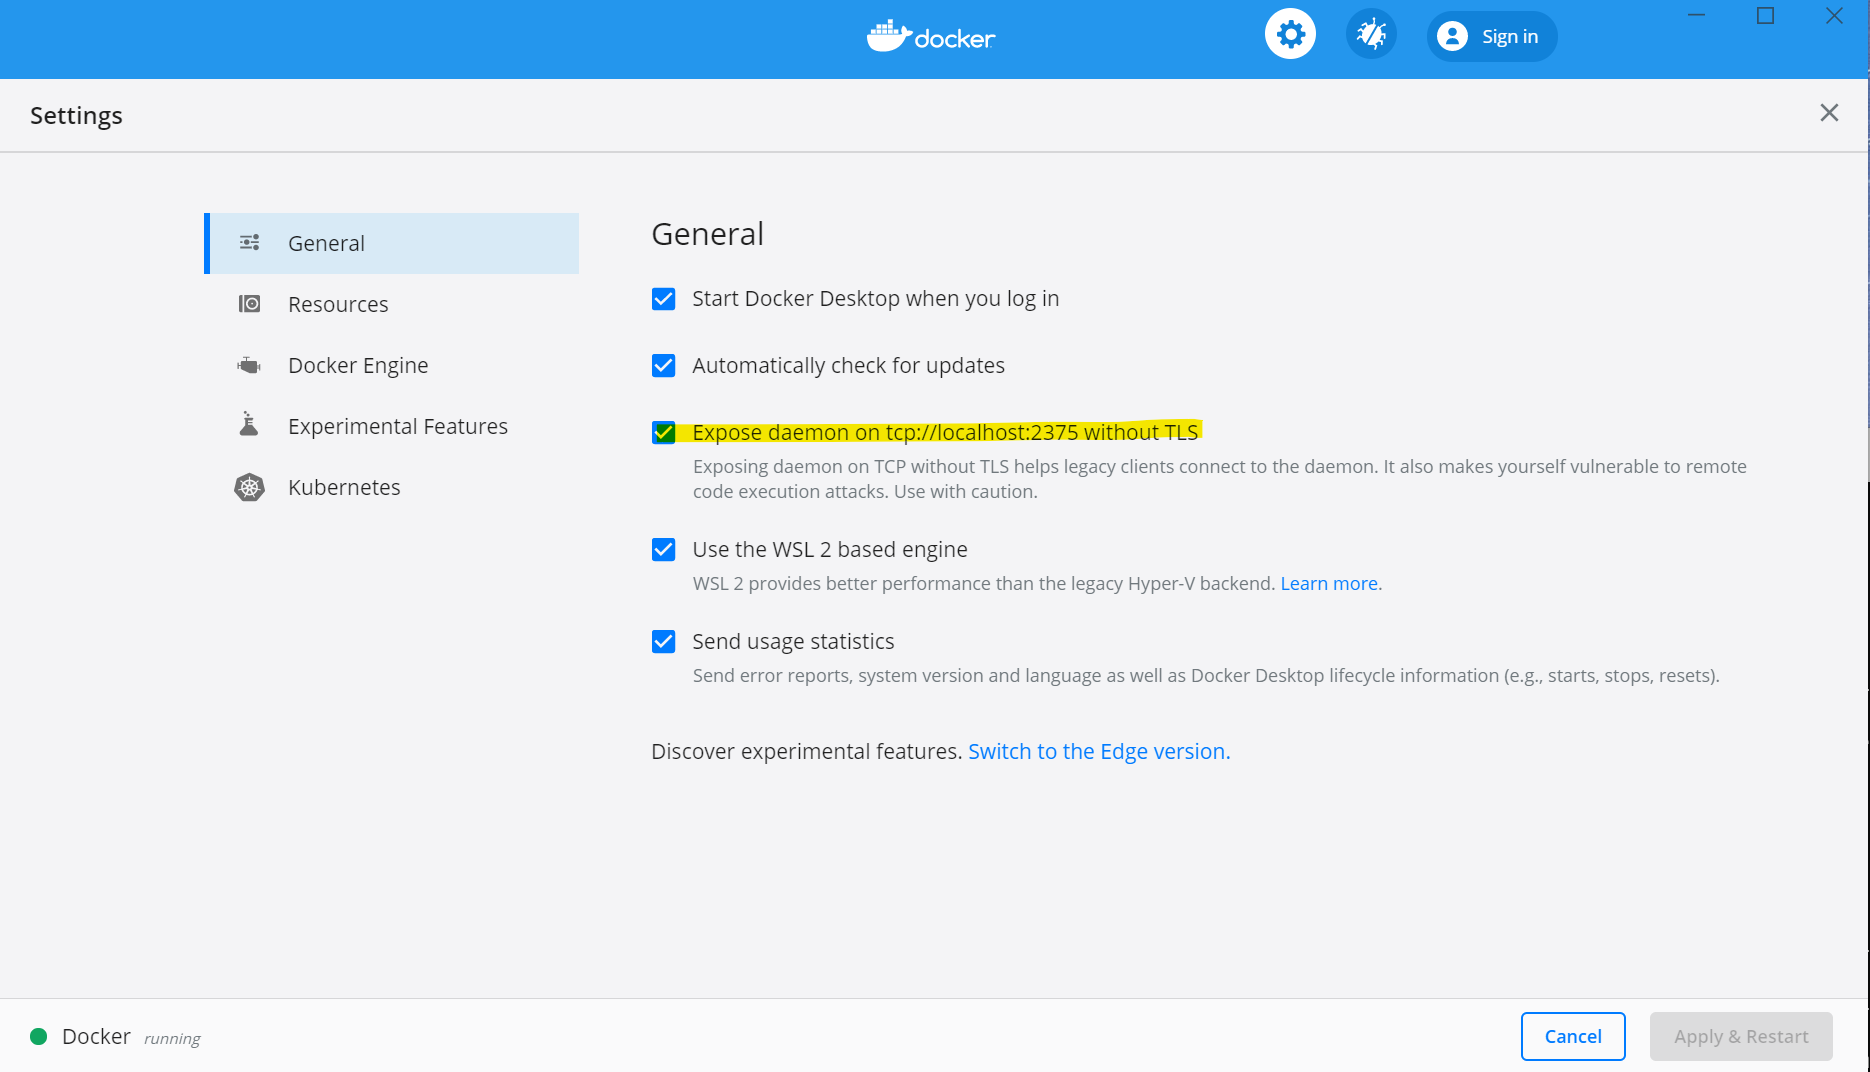 docker
Sign in
Settings
General
Resources
Docker Engine
Experimental Features
Kubernetes
General
Start Docker Desktop when you log in
Automatically check for updates
Expose daemon on tcp://localhost:2375 without TLS
Exposing daemon on TCP without TLS helps legacy clients connect to the daemon. It also makes yourself vulnerable to remote
code execution attacks. Use with caution.
Use the WSL 2 based engine
WSL 2 provides better performance than the legacy Hyper-V backend. Learn more.
Send usage statistics
Send error reports, system version and language as well as Docker Desktop lifecycle information (e.g., starts, stops, resets).
Discover experimental features. Switch to the Edge version.
Docker running
Cancel
Apply & Restart